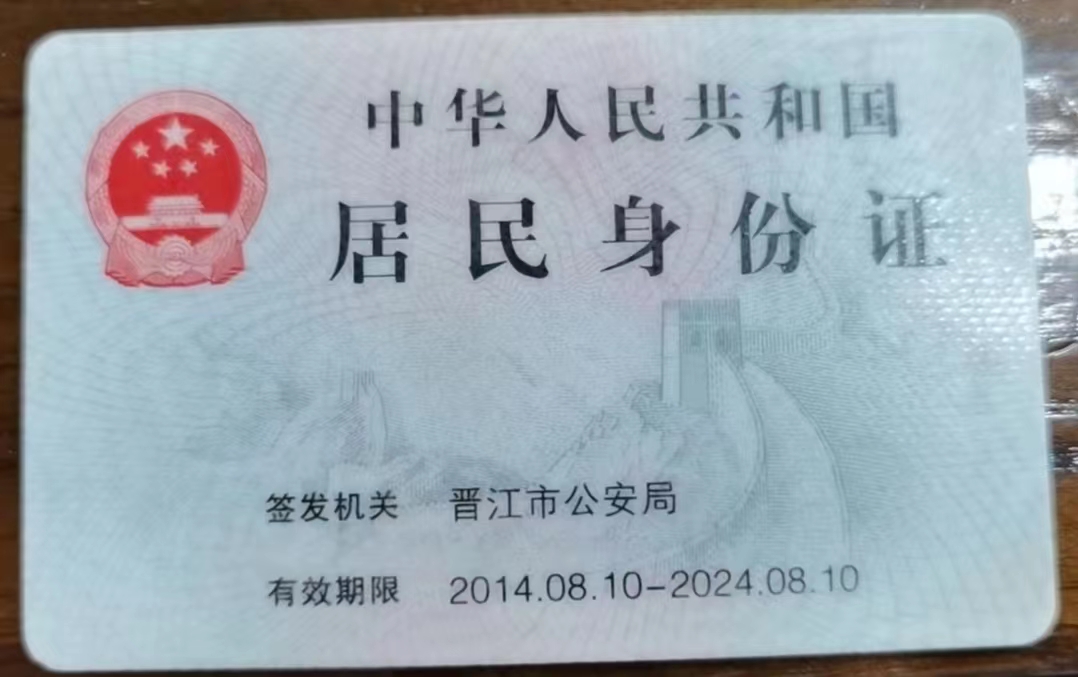 中华人民共和国
居民身份证
签发机关 晋江市公安局
有效期限 2014.08.10-2024.08.10